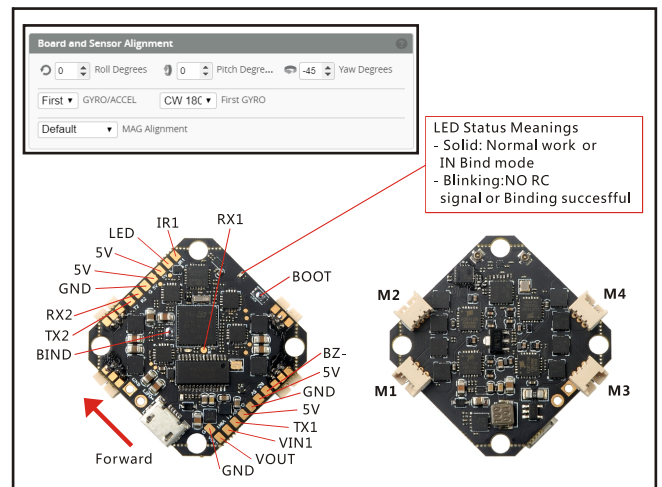 Board and Sensor Alignment
0 Roll Degrees 0 Pitch Degre... -45 Yaw Degrees
First GYRO/ACCEL CW 180 First GYRO
Default MAG Alignment
LED Status Meanings
- Solid: Normal work or
IN Bind mode
- Blinking:NO RC
signal or Binding succesfful
IR1
RX1
LED
5V
5V
GND
RX2
TX2
BIND
BOOT
BZ-
5V
GND
5V
TX1
VIN1
VOUT
GND
Forward
M2
M4
M1
M3